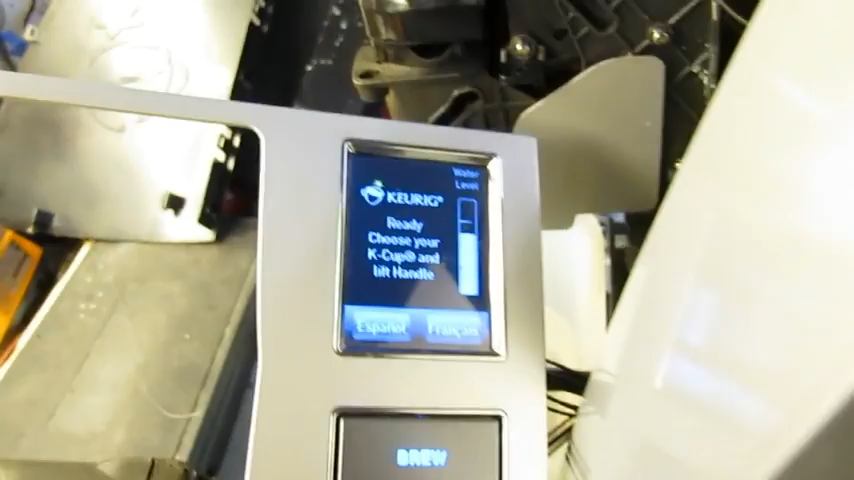 Water
Level
KEURIG®
Ready
Choose your
K-Cup® and
lift Handle
Español
Français
BREW